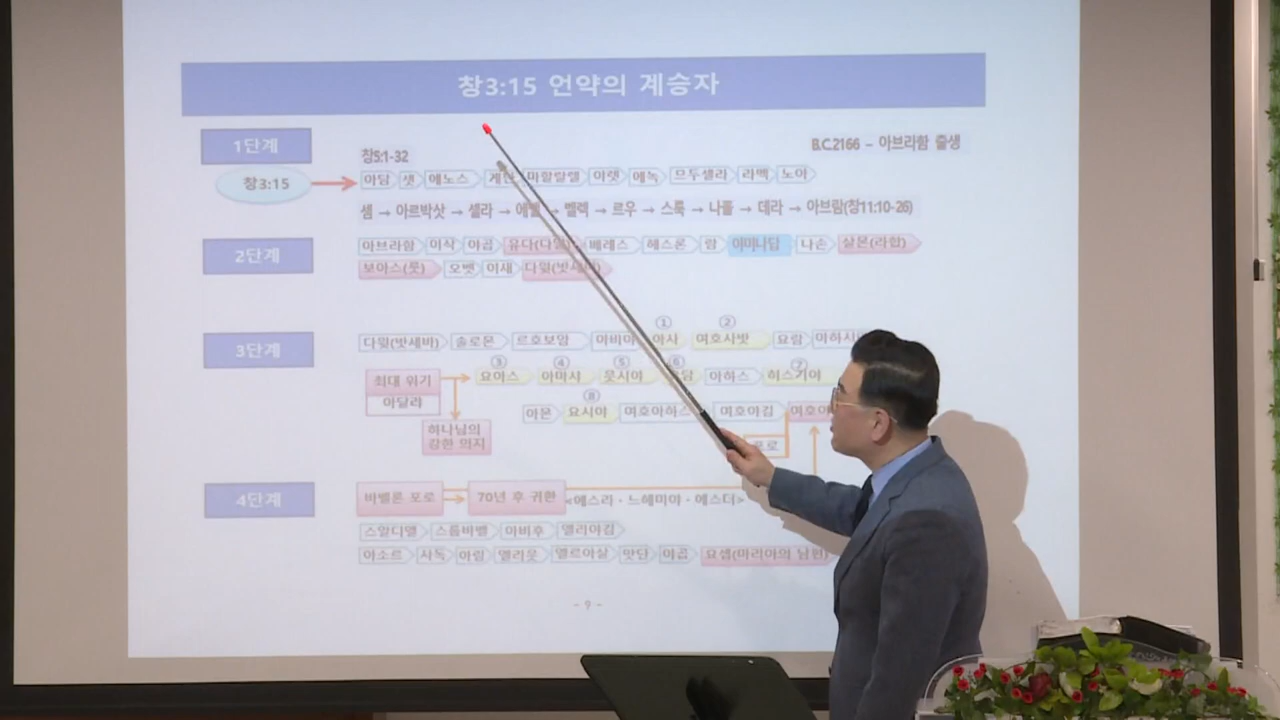 창3:15 언약의 계승자
1단계
창5:1-32
B.C.2166 – 아브라함 출생
창3:15
아담 셋 에노스 게난 마할랄렐 야렛 에녹 므두셀라 라멕 노아
셈 → 아르박삿 → 셀라 → 에벨 → 벨렉 → 르우 → 스룩 → 나홀 → 데라 → 아브람(창11:10-26)
2단계
아브라함 이삭 야곱 유다(다말) 베레스 헤스론 람 아미나답 나손 살몬(라합)
보아스(룻) 오벳 이새 다윗(밧세바)
3단계
① ②
다윗(밧세바) 솔로몬 르호보암 아비야 아사 여호사밧 요람 아하시
③ ④ ⑤ ⑥ ⑦
최대 위기
아달랴
요아스 아마샤 웃시야 요담 아하스 히스기야
⑧
아몬 요시야 여호아하스 여호야김 여호야
하나님의
강한 의지
포로
4단계
바벨론 포로 70년 후 귀환 <에스라 · 느헤미야 · 에스더>
스알디엘 스룹바벨 아비훗 엘리아김
아소르 사독 아킴 엘리웃 엘르아살 맛단 야곱 요셉(마리아의 남편)
- 9 -